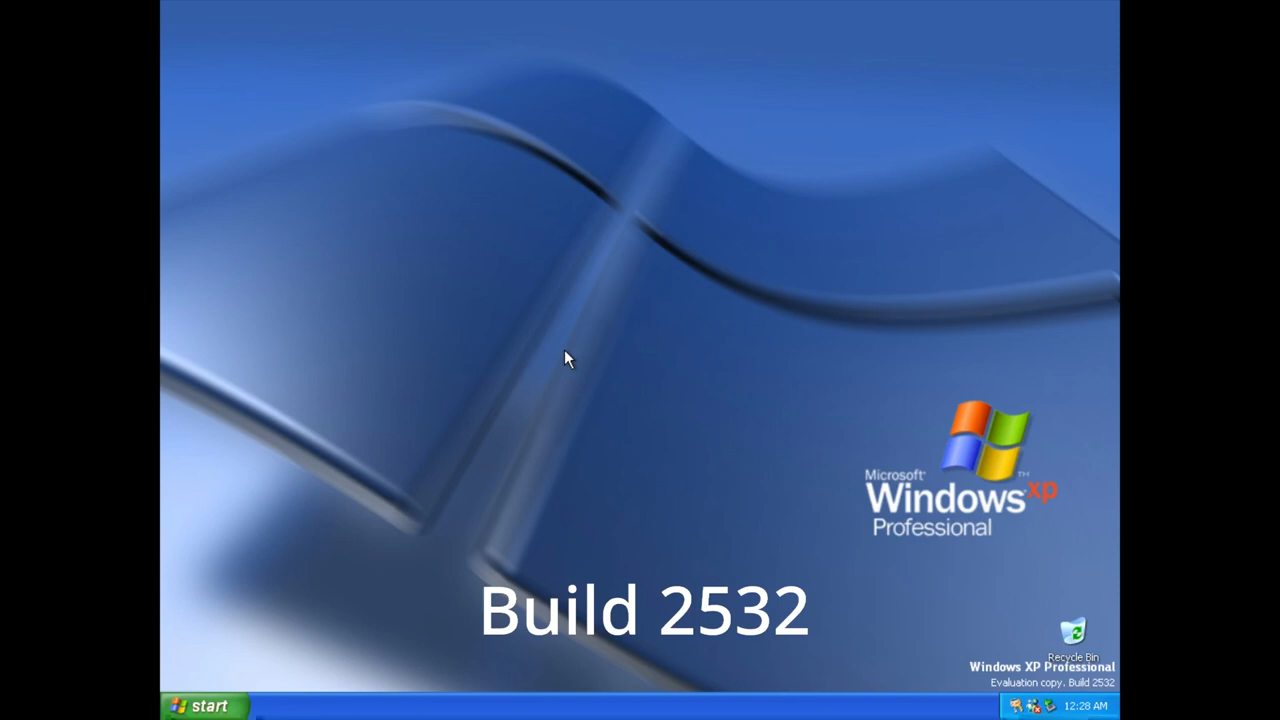 Microsoft®
Windows xp ™
Professional
Build 2532
Recycle Bin
Windows XP Professional
Evaluation copy. Build 2532
start
12:28 AM